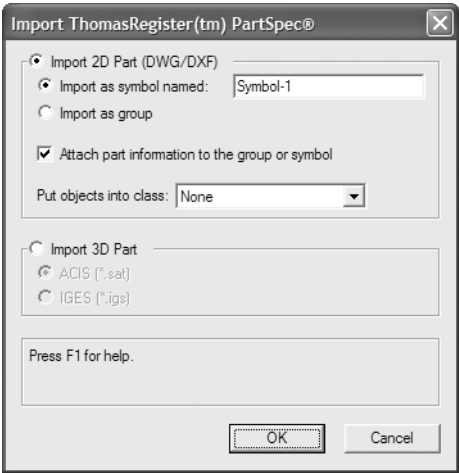 Import ThomasRegister(tm) PartSpec®
Import 2D Part (DWG/DXF)
Import as symbol named: Symbol-1
Import as group
Attach part information to the group or symbol
Put objects into class: None
Import 3D Part
ACIS (*.sat)
IGES (*.igs)
Press F1 for help.
OK Cancel